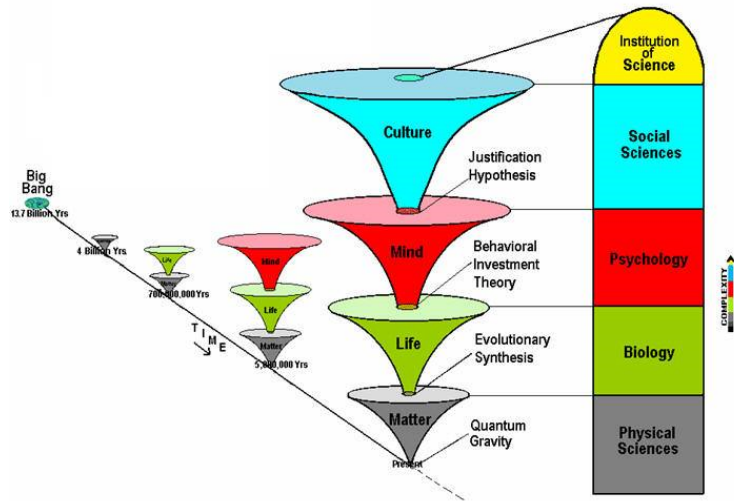 Institution
of
Science
Culture
Social
Sciences
Justification
Hypothesis
Big
Bang
13.7 Billion Yrs
4 Billion Yrs
Life
Matter
700,000,000 Yrs
Mind
Life
Matter
5,000,000 Yrs
TIME
Mind
Behavioral
Investment
Theory
Psychology
COMPLEXITY
Life
Evolutionary
Synthesis
Biology
Matter
Quantum
Gravity
Present
Physical
Sciences